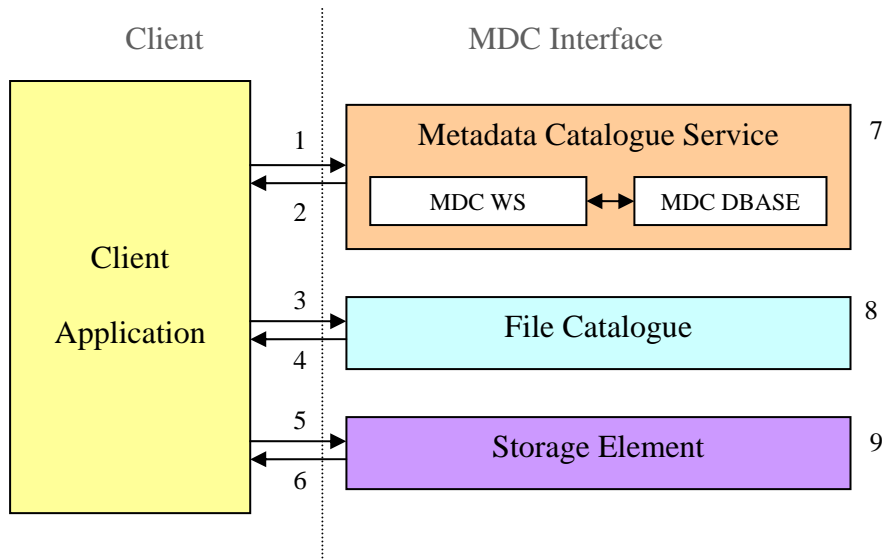 Client
MDC Interface
Client
Application
1
2
Metadata Catalogue Service
MDC WS
MDC DBASE
7
3
4
File Catalogue
8
5
6
Storage Element
9